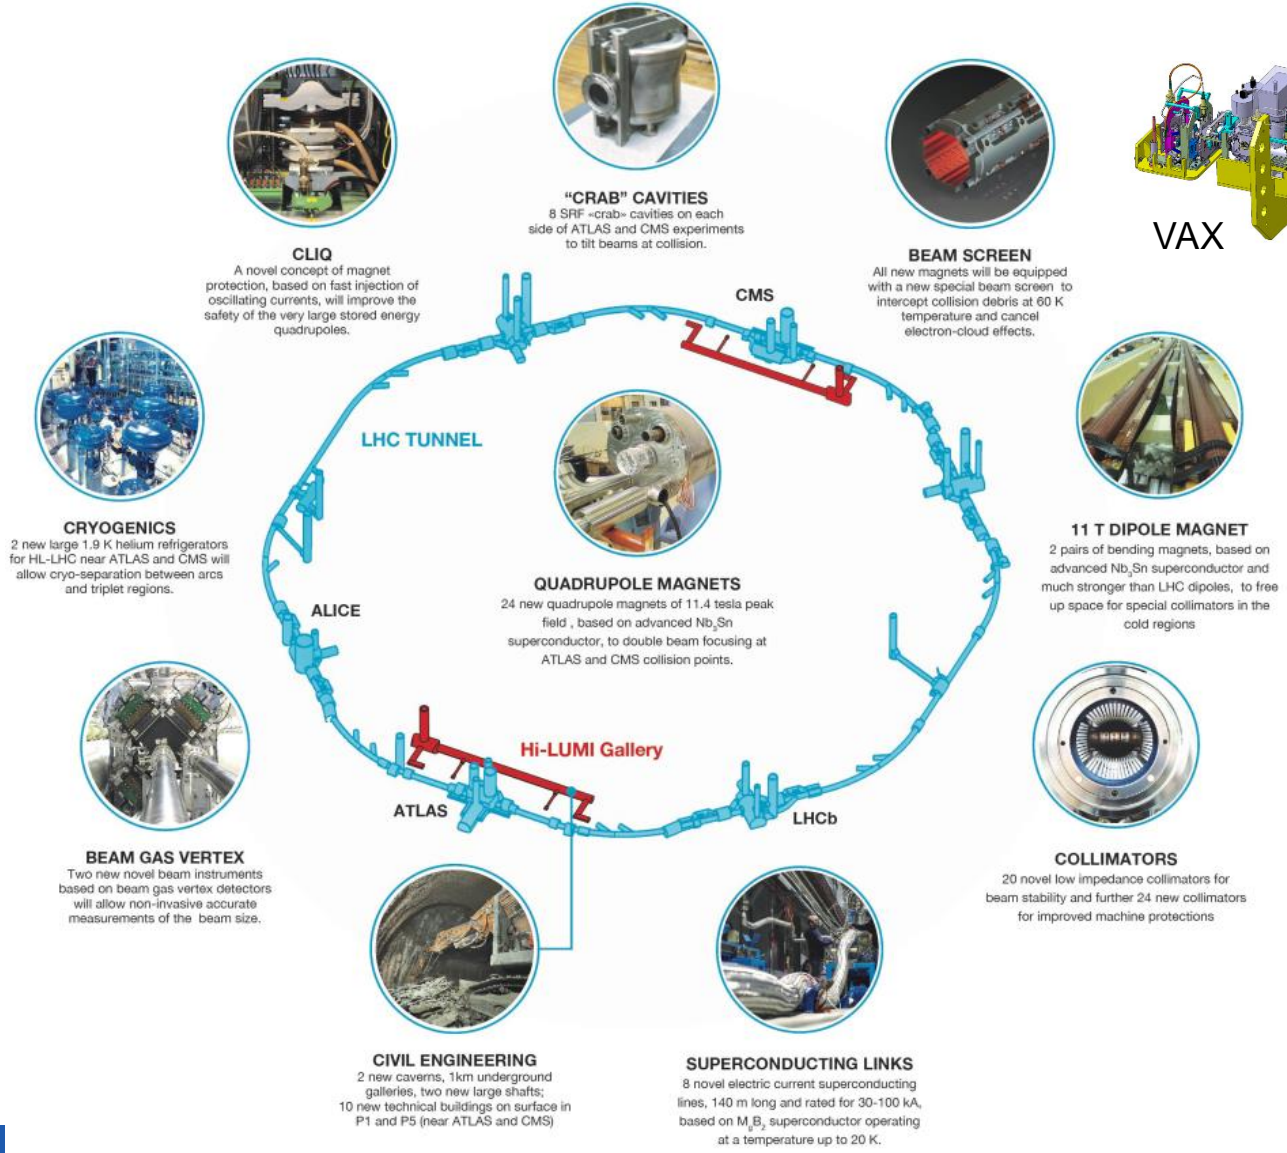 "CRAB" CAVITIES
8 SRF «crab» cavities on each
side of ATLAS and CMS experiments
to tilt beams at collision.
CLIQ
A novel concept of magnet
protection, based on fast injection of
oscillating currents, will improve the
safety of the very large stored energy
quadrupoles.
BEAM SCREEN
All new magnets will be equipped
with a new special beam screen to
intercept collision debris at 60 K
temperature and cancel
electron-cloud effects.
VAX
CMS
LHC TUNNEL
CRYOGENICS
2 new large 1.9 K helium refrigerators
for HL-LHC near ATLAS and CMS will
allow cryo-separation between arcs
and triplet regions.
QUADRUPOLE MAGNETS
24 new quadrupole magnets of 11.4 tesla peak
field , based on advanced Nb₃Sn
superconductor, to double beam focusing at
ATLAS and CMS collision points.
11 T DIPOLE MAGNET
2 pairs of bending magnets, based on
advanced Nb₃Sn superconductor and
much stronger than LHC dipoles, to free
up space for special collimators in the
cold regions
ALICE
Hi-LUMI Gallery
ATLAS
LHCb
BEAM GAS VERTEX
Two new novel beam instruments
based on beam gas vertex detectors
will allow non-invasive accurate
measurements of the beam size.
COLLIMATORS
20 novel low impedance collimators for
beam stability and further 24 new collimators
for improved machine protections
CIVIL ENGINEERING
2 new caverns, 1km underground
galleries, two new large shafts;
10 new technical buildings on surface in
P1 and P5 (near ATLAS and CMS)
SUPERCONDUCTING LINKS
8 novel electric current superconducting
lines, 140 m long and rated for 30-100 kA,
based on MgB₂ superconductor operating
at a temperature up to 20 K.